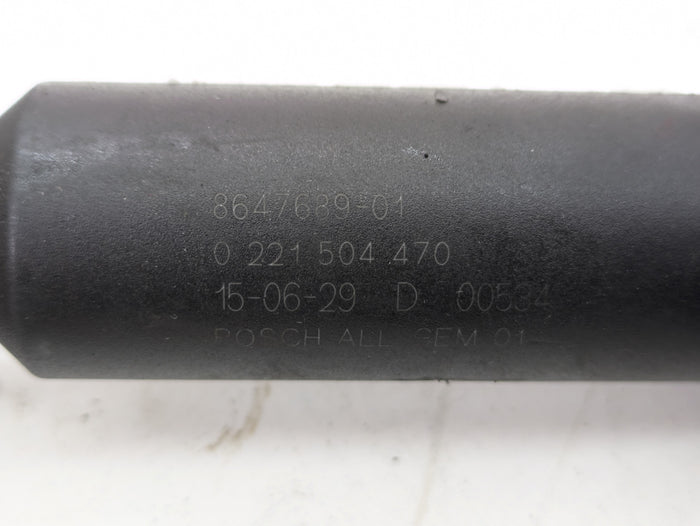 8647689-01
0 221 504 470
15-06-29 D 00534
BOSCH ALL GEM 01